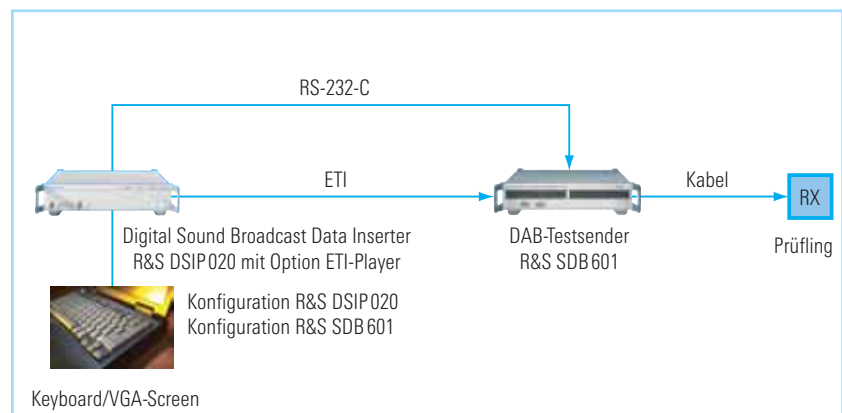 RS-232-C
ETI
Kabel
RX
Prüfling
Digital Sound Broadcast Data Inserter
R&S DSIP020 mit Option ETI-Player
DAB-Testsender
R&S SDB601
Konfiguration R&S DSIP020
Konfiguration R&S SDB601
Keyboard/VGA-Screen